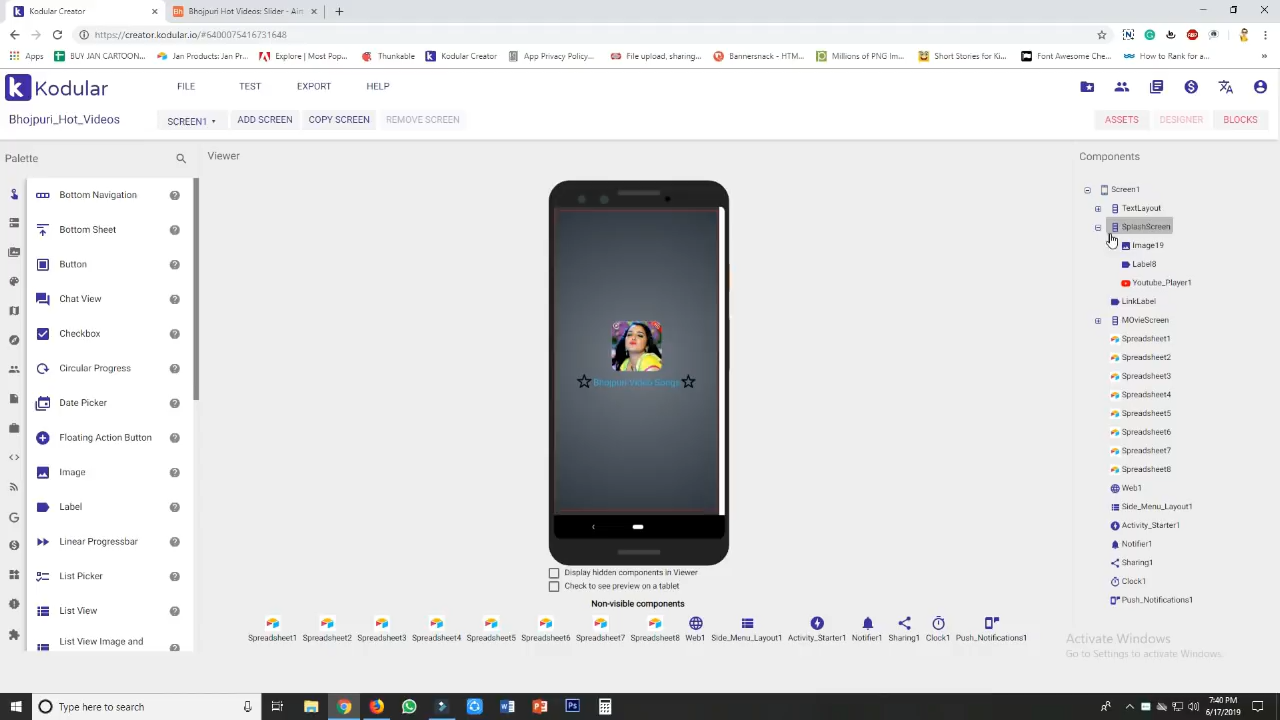 Kodular Creator
Bhojpuri Hot Videos: Slider - Airt
https://creator.kodular.io/#6400075416731648
Apps
BUY JAN CARTOON...
Jan Products: Jan Pr...
Explore | Most Pop...
Thunkable
Kodular Creator
App Privacy Policy...
File upload, sharing...
Bannersnack - HTM...
Millions of PNG Im...
Short Stories for K...
Font Awesome Che...
How to Rank for a...
»
Kodular
FILE
TEST
EXPORT
HELP
Bhojpuri_Hot_Videos
SCREEN1
ADD SCREEN
COPY SCREEN
REMOVE SCREEN
ASSETS
DESIGNER
BLOCKS
Palette
Viewer
Components
Bottom Navigation
Bottom Sheet
Button
Chat View
Checkbox
Circular Progress
Date Picker
Floating Action Button
Image
Label
Linear Progressbar
List Picker
List View
List View Image and
Bhojpuri Video Songs
Display hidden components in Viewer
Check to see preview on a tablet
Non-visible components
Spreadsheet1
Spreadsheet2
Spreadsheet3
Spreadsheet4
Spreadsheet5
Spreadsheet6
Spreadsheet7
Spreadsheet8
Web1
Side_Menu_Layout1
Activity_Starter1
Notifier1
Sharing1
Clock1
Push_Notifications1
Screen1
TextLayout
SplashScreen
Image19
Label8
Youtube_Player1
LinkLabel
MOvieScreen
Spreadsheet1
Spreadsheet2
Spreadsheet3
Spreadsheet4
Spreadsheet5
Spreadsheet6
Spreadsheet7
Spreadsheet8
Web1
Side_Menu_Layout1
Activity_Starter1
Notifier1
Sharing1
Clock1
Push_Notifications1
Activate Windows
Go to Settings to activate Windows.
Type here to search
7:40 PM
6/17/2019